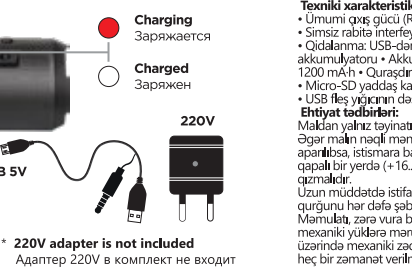 Charging
Заряжается
Charged
Заряжен
220V
5V
* 220V adapter is not included
Адаптер 220V в комплект не входит
Texniki xarakteristik
• Ümumi çıxış gücü (R
• Simsiz rabitə interfey
• Qidalanma: USB-dən
akkumulyatoru • Akku
1200 mA·h • Quraşdır
• Micro-SD yaddaş ka
• USB fleş yığıcının də
Ehtiyat tədbirləri:
Maldan yalnız təyinatı
Əgər malın nəqli mən
aparılıbsa, istismara ba
qapalı bir yerdə (+16..
qızmalıdır.
Uzun müddətdə istifa
qurğunu hər dəfə şəb
Məmulatı, zərə vura b
mexaniki yüklərə məru
üzərində mexaniki zəd
heç bir zəmanət verilm